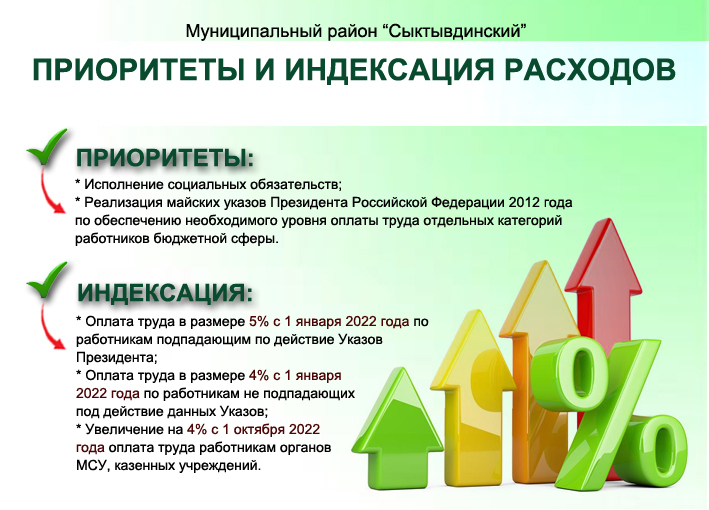 Муниципальный район “Сыктывдинский”
ПРИОРИТЕТЫ И ИНДЕКСАЦИЯ РАСХОДОВ
ПРИОРИТЕТЫ:
* Исполнение социальных обязательств;
* Реализация майских указов Президента Российской Федерации 2012 года
по обеспечению необходимого уровня оплаты труда отдельных категорий
работников бюджетной сферы.
ИНДЕКСАЦИЯ:
* Оплата труда в размере 5% с 1 января 2022 года по
работникам подпадающим по действие Указов
Президента;
* Оплата труда в размере 4% с 1 января
2022 года по работникам не подпадающих
под действие данных Указов;
* Увеличение на 4% с 1 октября 2022
года оплата труда работникам органов
МСУ, казенных учреждений.
%